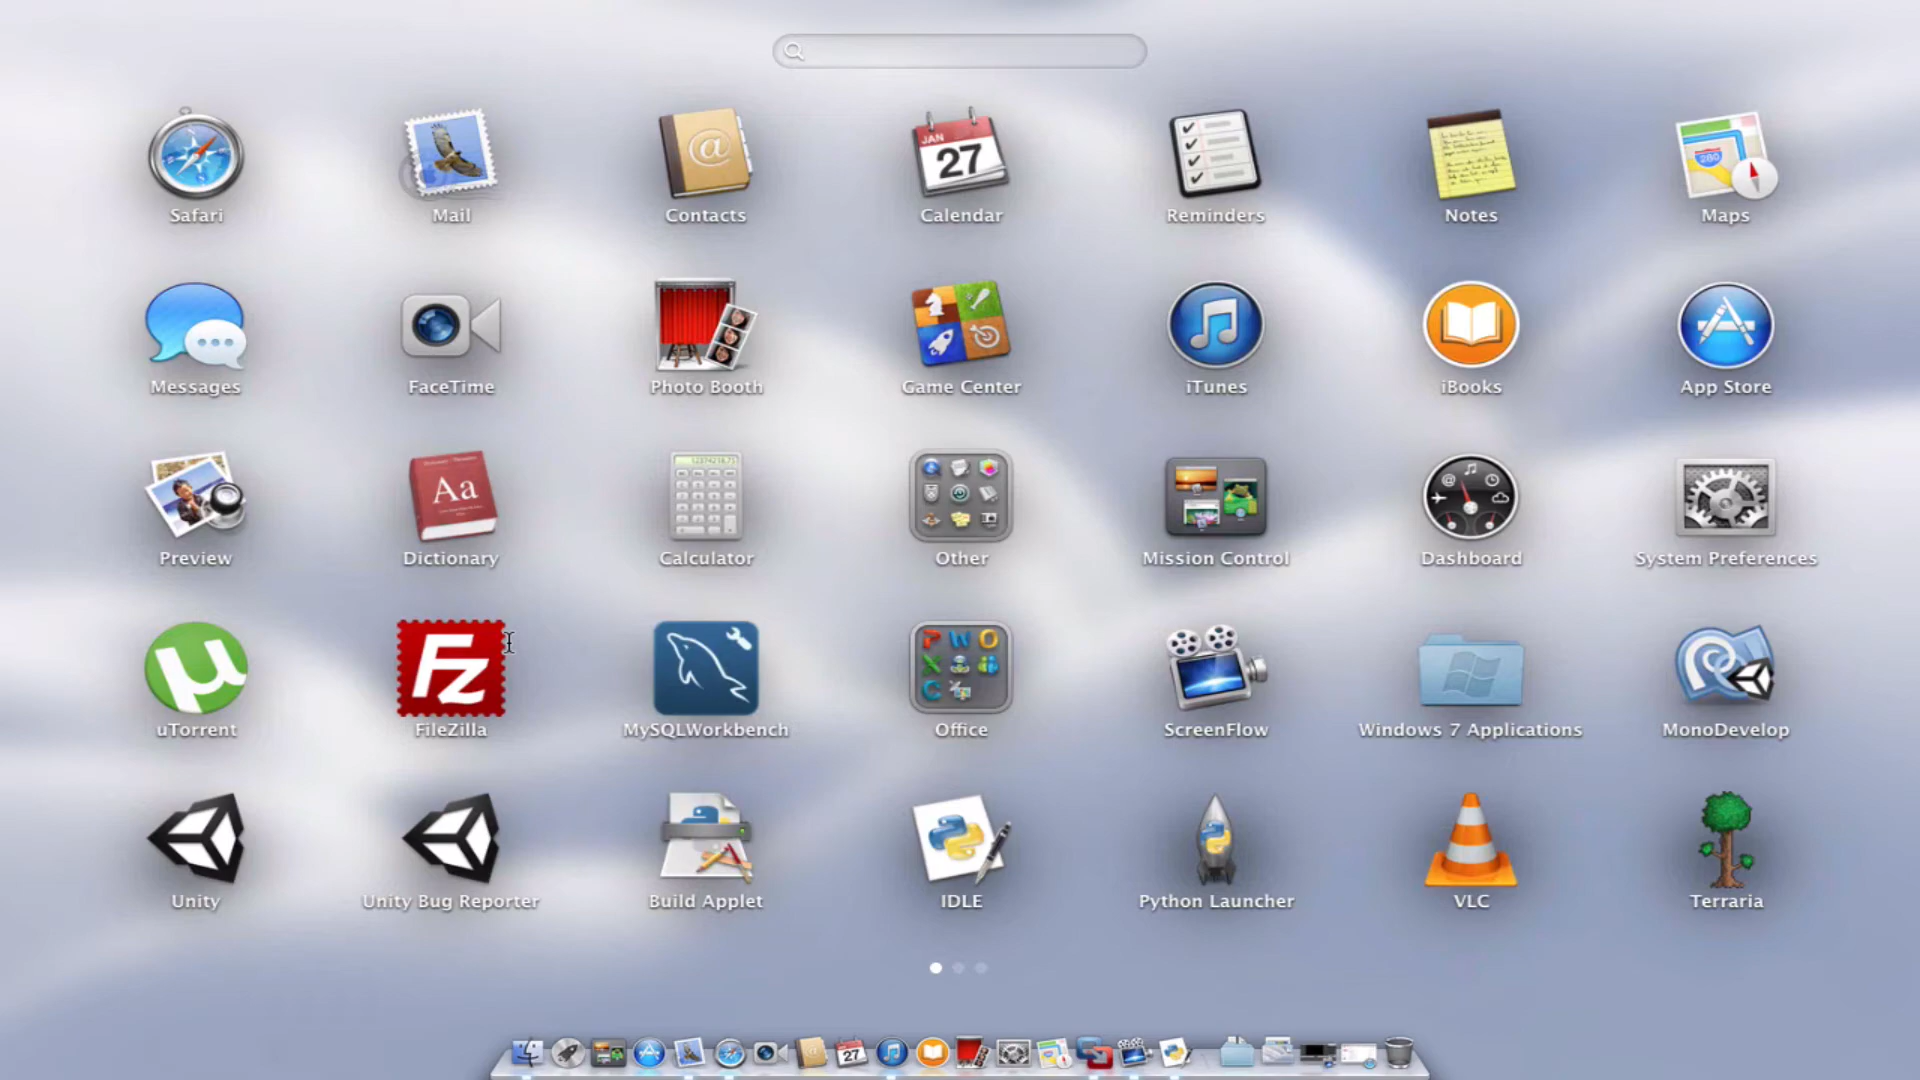 Safari
Mail
Contacts
JAN
27
Calendar
Reminders
Notes
280
Maps
Messages
FaceTime
Photo Booth
Game Center
iTunes
iBooks
App Store
Preview
Aa
Dictionary
Calculator
Other
Mission Control
Dashboard
System Preferences
µ
uTorrent
FZ
FileZilla
MySQLWorkbench
P W O
X
C
Office
ScreenFlow
Windows 7 Applications
MonoDevelop
Unity
Unity Bug Reporter
Build Applet
IDLE
Python Launcher
VLC
Terraria
27